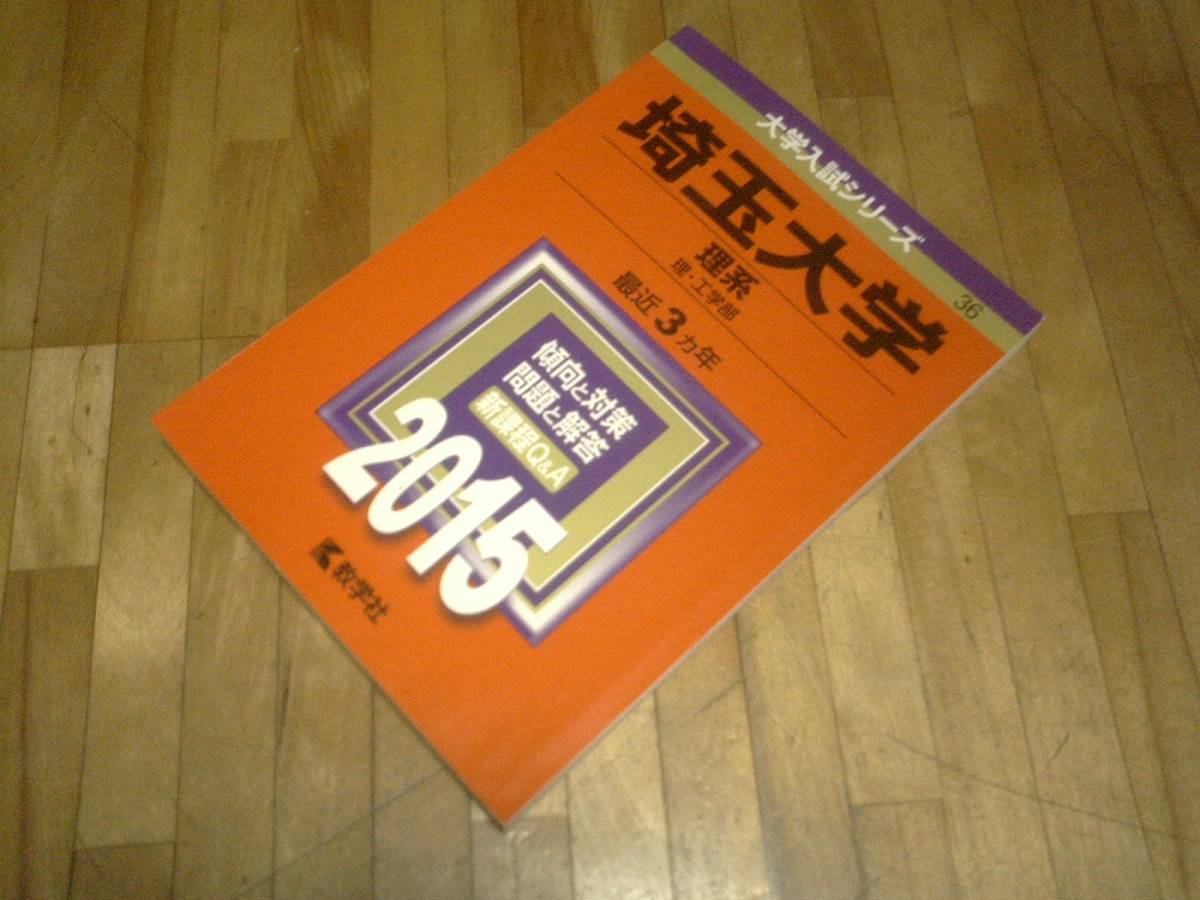 大学入試シリーズ
36
埼玉大学
理系
理・工学部
最近3カ年
傾向と対策
問題と解答
新課程Q&A
2015
教学社